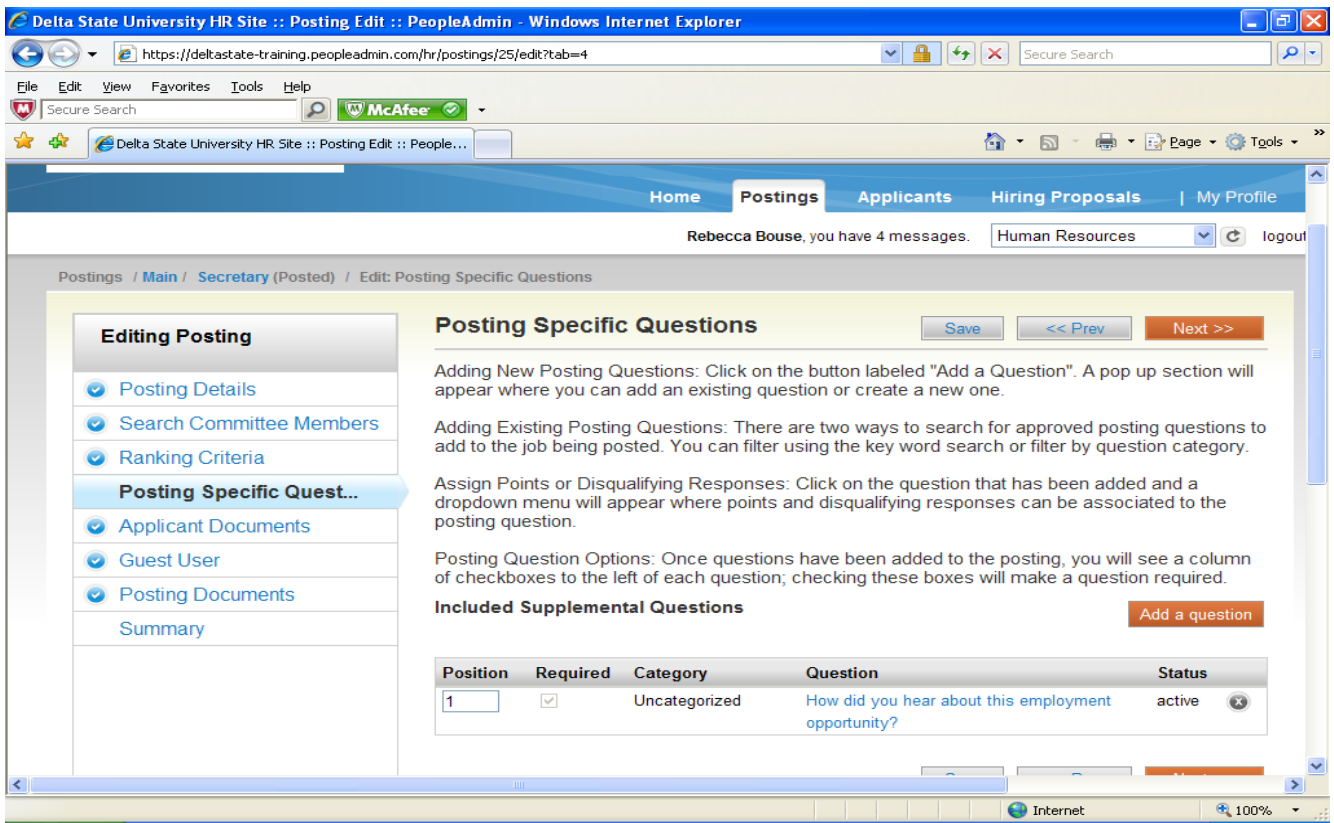 Delta State University HR Site :: Posting Edit :: PeopleAdmin - Windows Internet Explorer
https://deltastate-training.peopleadmin.com/hr/postings/25/edit?tab=4
Secure Search
File Edit View Favorites Tools Help
Secure Search McAfee
Delta State University HR Site :: Posting Edit :: People... Page Tools
Home Postings Applicants Hiring Proposals | My Profile
Rebecca Bouse, you have 4 messages. Human Resources logout
Postings / Main / Secretary (Posted) / Edit: Posting Specific Questions
Editing Posting
Posting Details
Search Committee Members
Ranking Criteria
Posting Specific Quest...
Applicant Documents
Guest User
Posting Documents
Summary
Posting Specific Questions Save << Prev Next >>
Adding New Posting Questions: Click on the button labeled "Add a Question". A pop up section will
appear where you can add an existing question or create a new one.
Adding Existing Posting Questions: There are two ways to search for approved posting questions to
add to the job being posted. You can filter using the key word search or filter by question category.
Assign Points or Disqualifying Responses: Click on the question that has been added and a
dropdown menu will appear where points and disqualifying responses can be associated to the
posting question.
Posting Question Options: Once questions have been added to the posting, you will see a column
of checkboxes to the left of each question; checking these boxes will make a question required.
Included Supplemental Questions
Add a question
Position Required Category Question Status
1 Uncategorized How did you hear about this employment active
opportunity?
Internet 100%